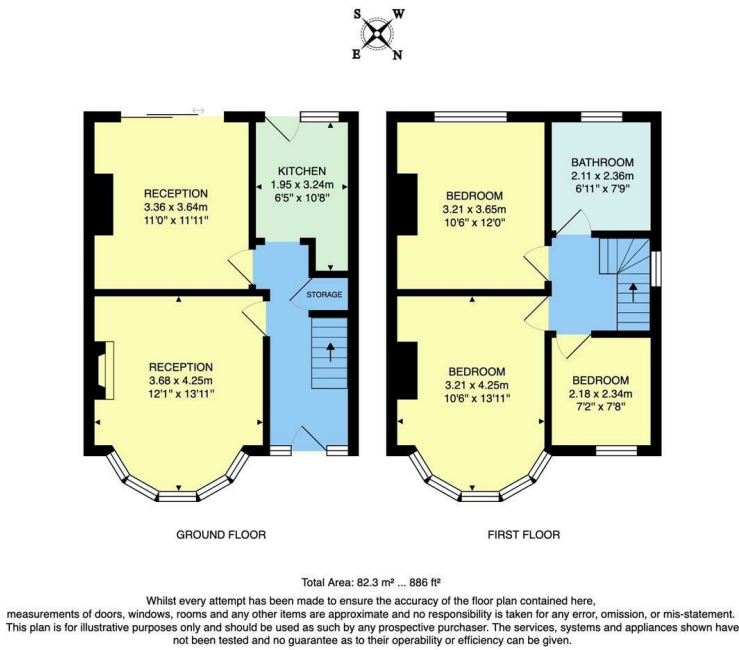 S W
E N
RECEPTION
3.36 x 3.64m
11'0" x 11'11"
KITCHEN
1.95 x 3.24m
6'5" x 10'8"
STORAGE
RECEPTION
3.68 x 4.25m
12'1" x 13'11"
GROUND FLOOR
BEDROOM
3.21 x 3.65m
10'6" x 12'0"
BATHROOM
2.11 x 2.36m
6'11" x 7'9"
BEDROOM
3.21 x 4.25m
10'6" x 13'11"
BEDROOM
2.18 x 2.34m
7'2" x 7'8"
FIRST FLOOR
Total Area: 82.3 m² ... 886 ft²
Whilst every attempt has been made to ensure the accuracy of the floor plan contained here,
measurements of doors, windows, rooms and any other items are approximate and no responsibility is taken for any error, omission, or mis-statement.
This plan is for illustrative purposes only and should be used as such by any prospective purchaser. The services, systems and appliances shown have
not been tested and no guarantee as to their operability or efficiency can be given.